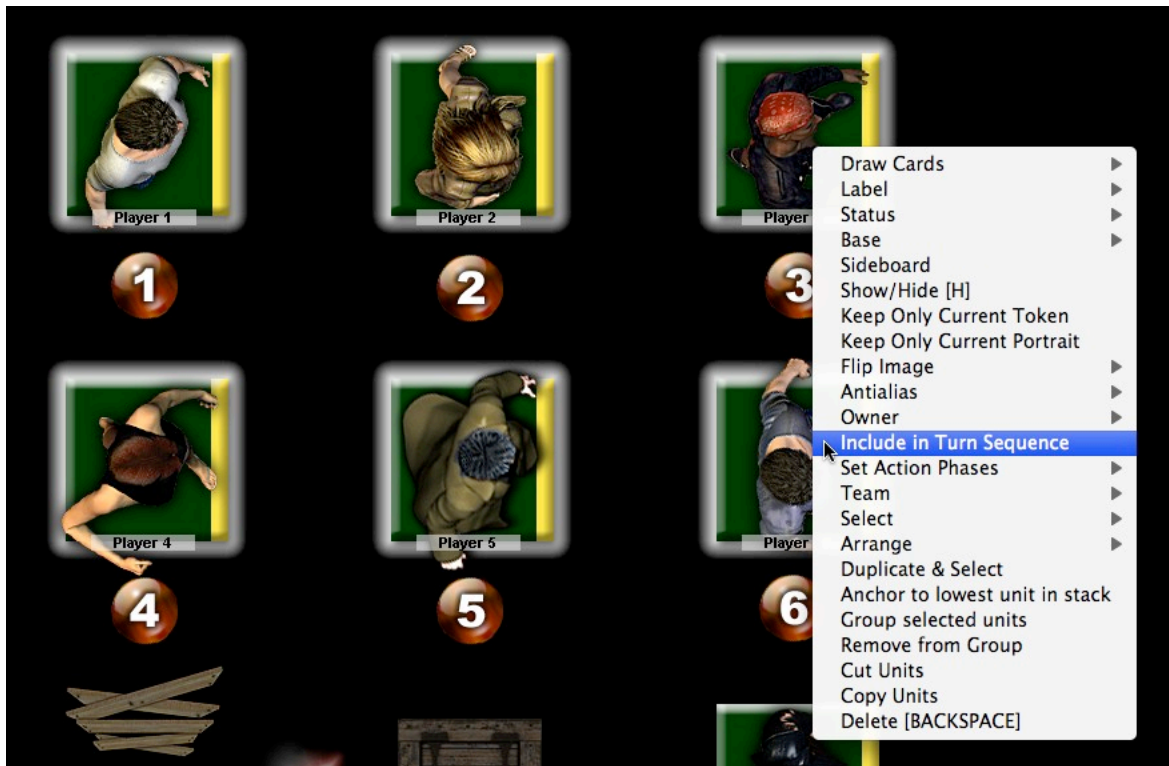 Player 1
Player 2
Player
1
2
3
Draw Cards
Label
Status
Base
Sideboard
Show/Hide [H]
Keep Only Current Token
Keep Only Current Portrait
Flip Image
Antialias
Owner
Include in Turn Sequence
Set Action Phases
Team
Select
Arrange
Duplicate & Select
Anchor to lowest unit in stack
Group selected units
Remove from Group
Cut Units
Copy Units
Delete [BACKSPACE]
Player 4
Player 5
Player
4
5
6